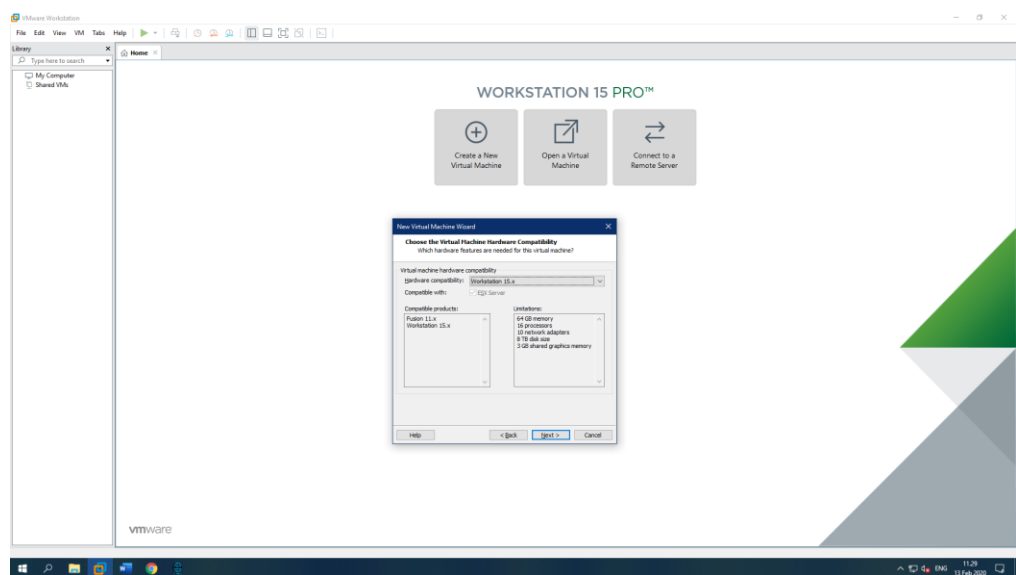 VMware Workstation
File Edit View VM Tabs Help
Library
Home
Type here to search
My Computer
Shared VMs
WORKSTATION 15 PRO™
Create a New
Virtual Machine
Open a Virtual
Machine
Connect to a
Remote Server
New Virtual Machine Wizard
Choose the Virtual Machine Hardware Compatibility
Which hardware features are needed for this virtual machine?
Virtual machine hardware compatibility
Hardware compatibility: Workstation 15.x
Compatible with: ESX Server
Compatible products:
Fusion 11.x
Workstation 15.x
Limitations:
64 GB memory
16 processors
10 network adapters
8 TB disk size
3 GB shared graphics memory
Help < Back Next > Cancel
vmware
ENG
11.29
13 Feb 2020